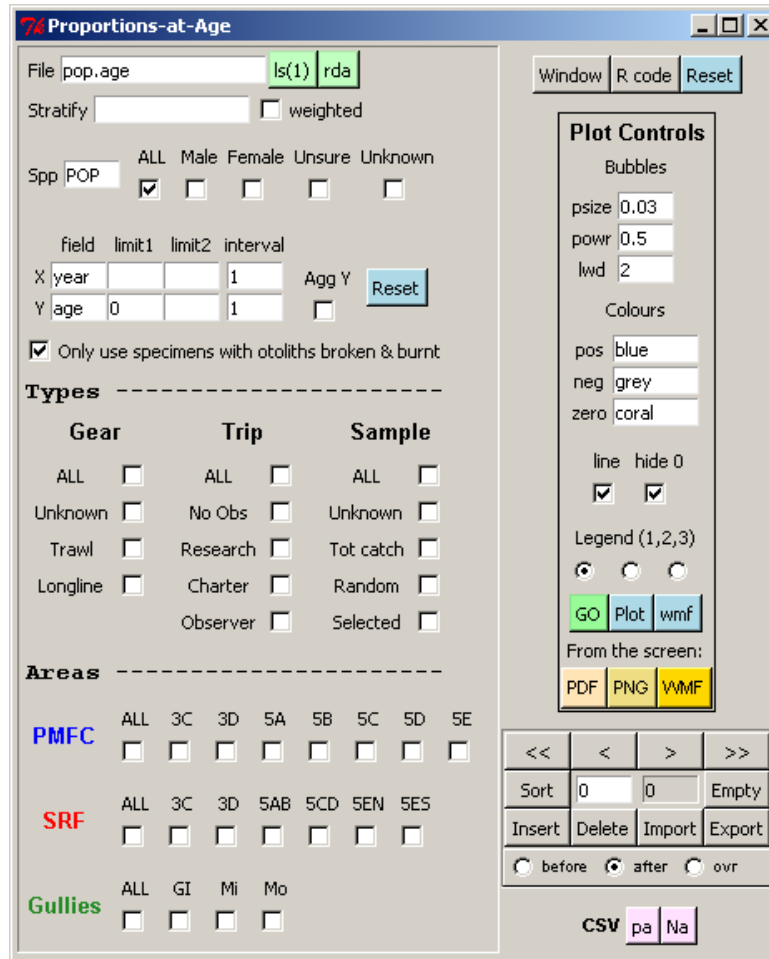 Proportions-at-Age
File pop.age ls(1) rda
Stratify weighted
ALL Male Female Unsure Unknown
Spp POP
field limit1 limit2 interval
X year 1 Agg Y Reset
Y age 0 1
Only use specimens with otoliths broken & burnt
Types ------------------------
Gear Trip Sample
ALL ALL ALL
Unknown No Obs Unknown
Trawl Research Tot catch
Longline Charter Random
Observer Selected
Areas ------------------------
ALL 3C 3D 5A 5B 5C 5D 5E
PMFC
ALL 3C 3D 5AB 5CD 5EN 5ES
SRF
ALL GI Mi Mo
Gullies
Window R code Reset
Plot Controls
Bubbles
psize 0.03
powr 0.5
lwd 2
Colours
pos blue
neg grey
zero coral
line hide 0
Legend (1,2,3)
GO Plot wmf
From the screen:
PDF PNG WMF
<< < > >>
Sort 0 0 Empty
Insert Delete Import Export
before after ovr
CSV pa Na